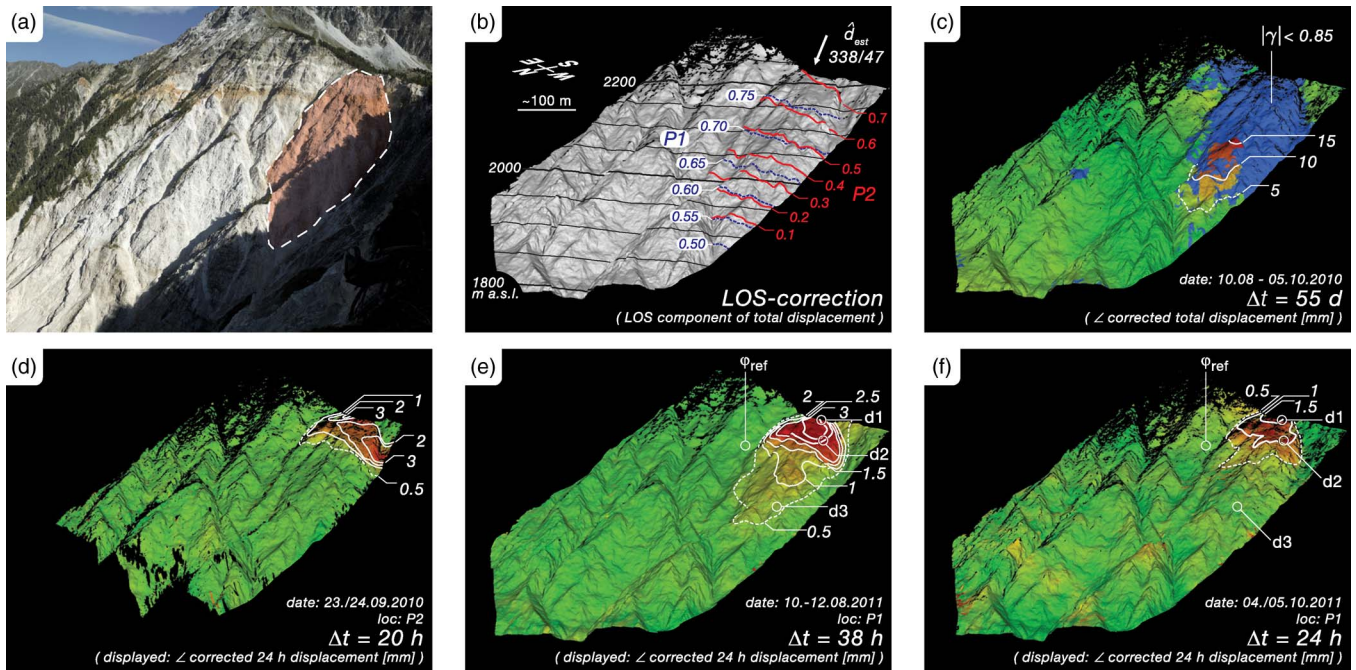 (a)
(b)
d̂est
338/47
N
E
S
W
~100 m
2200
2000
1800
m a.s.l.
0.75
0.70
P1
0.65
0.60
0.55
0.50
0.7
0.6
0.5
0.4
P2
0.3
0.2
0.1
LOS-correction
( LOS component of total displacement )
(c)
|γ| < 0.85
15
10
5
date: 10.08 - 05.10.2010
Δt = 55 d
( ∠ corrected total displacement [mm] )
(d)
1
2
3
2
3
0.5
date: 23./24.09.2010
loc: P2
Δt = 20 h
( displayed: ∠ corrected 24 h displacement [mm] )
(e)
φref
2 2.5
3 d1
d2
1.5
1
d3
0.5
date: 10.-12.08.2011
loc: P1
Δt = 38 h
( displayed: ∠ corrected 24 h displacement [mm] )
(f)
φref
0.5 1
1.5
d1
d2
d3
date: 04./05.10.2011
loc: P1
Δt = 24 h
( displayed: ∠ corrected 24 h displacement [mm] )